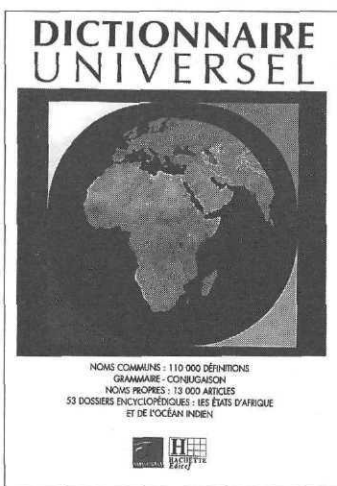 DICTIONNAIRE
UNIVERSEL
NOMS COMMUNS : 110 000 DÉFINITIONS
GRAMMAIRE - CONJUGAISON
NOMS PROPRES : 13 000 ARTICLES
53 DOSSIERS ENCYCLOPÉDIQUES : LES ÉTATS D'AFRIQUE
ET DE L'OCÉAN INDIEN
H
HACHETTE
Edicef